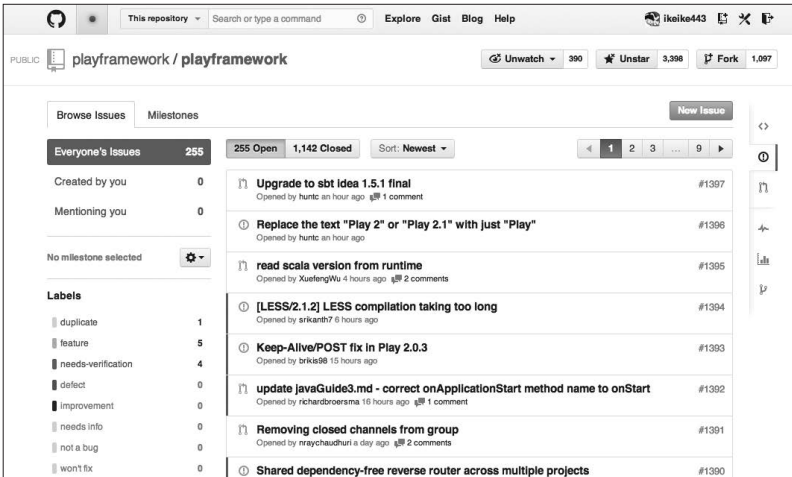 This repository Search or type a command Explore Gist Blog Help ikeike443
PUBLIC playframework / playframework Unwatch 390 Unstar 3,398 Fork 1,097
Browse Issues Milestones New Issue
Everyone's Issues 255
Created by you 0
Mentioning you 0
No milestone selected
Labels
duplicate 1
feature 5
needs-verification 4
defect 0
improvement 0
needs info 0
not a bug 0
won't fix 0
255 Open 1,142 Closed Sort: Newest 1 2 3 ... 9
Upgrade to sbt idea 1.5.1 final #1397
Opened by huntc an hour ago 1 comment
Replace the text "Play 2" or "Play 2.1" with just "Play" #1396
Opened by huntc an hour ago
read scala version from runtime #1395
Opened by XuefengWu 4 hours ago 2 comments
[LESS/2.1.2] LESS compilation taking too long #1394
Opened by srikanth7 6 hours ago
Keep-Alive/POST fix in Play 2.0.3 #1393
Opened by brikis98 15 hours ago
update javaGuide3.md - correct onApplicationStart method name to onStart #1392
Opened by richardbroersma 16 hours ago 1 comment
Removing closed channels from group #1391
Opened by nraychaudhuri a day ago 2 comments
Shared dependency-free reverse router across multiple projects #1390